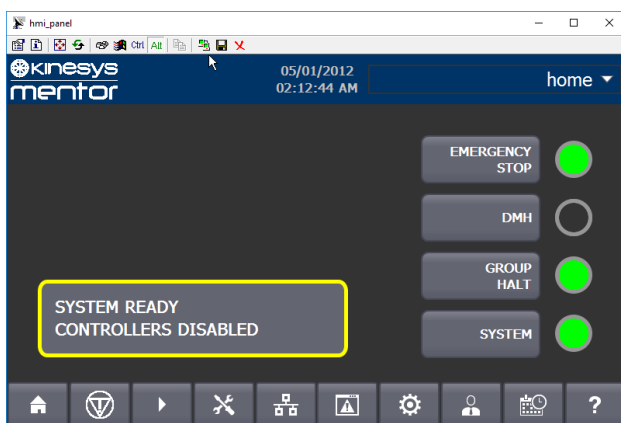 hmi_panel
Ctrl Alt
kinesys
mentor
05/01/2012
02:12:44 AM
home
EMERGENCY
STOP
DMH
GROUP
HALT
SYSTEM
SYSTEM READY
CONTROLLERS DISABLED
?